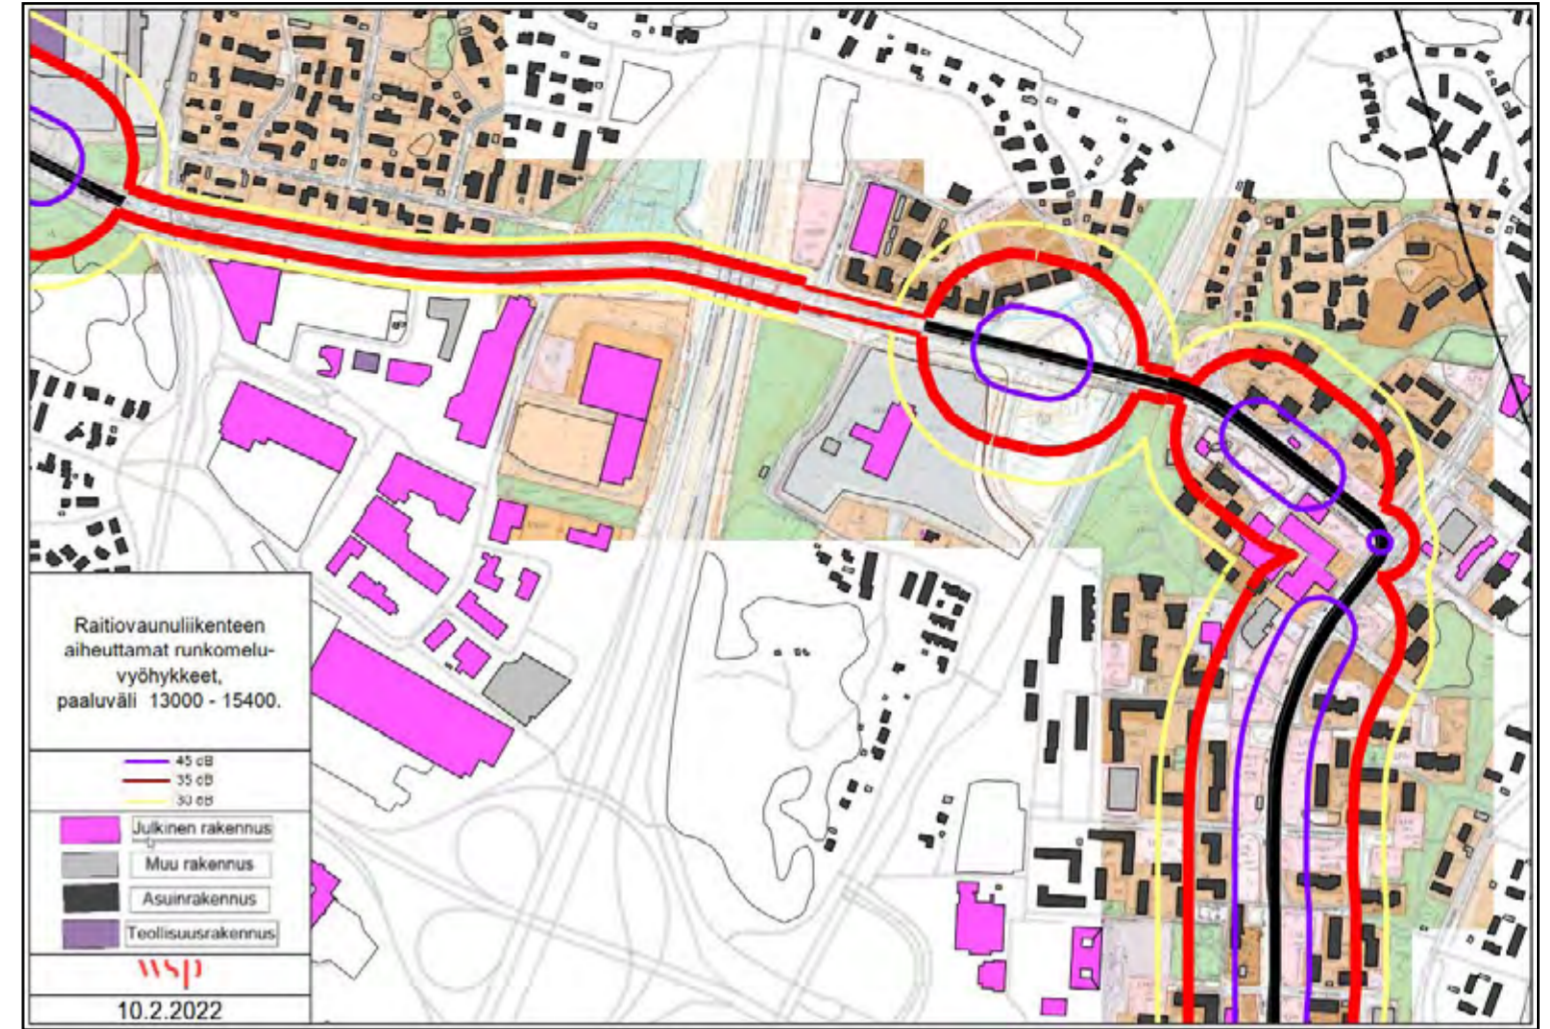 Raitiovaunuliikenteen
aiheuttamat runkomelu-
vyöhykkeet,
paaluväli 13000 - 15400.
45 dB
35 dB
30 dB
Julkinen rakennus
Muu rakennus
Asuinrakennus
Teollisuusrakennus
wsp
10.2.2022